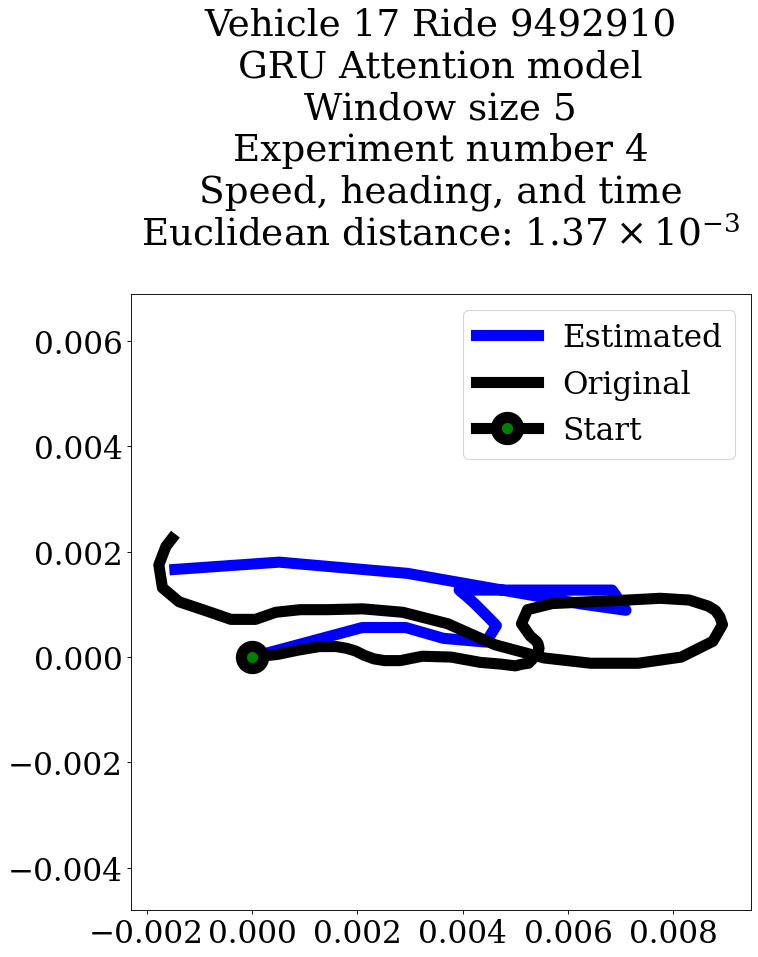 Vehicle 17 Ride 9492910
GRU Attention model
Window size 5
Experiment number 4
Speed, heading, and time
Euclidean distance: 1.37 × 10⁻³
Estimated
Original
Start
0.006
0.004
0.002
0.000
−0.002
−0.004
−0.002 0.000 0.002 0.004 0.006 0.008